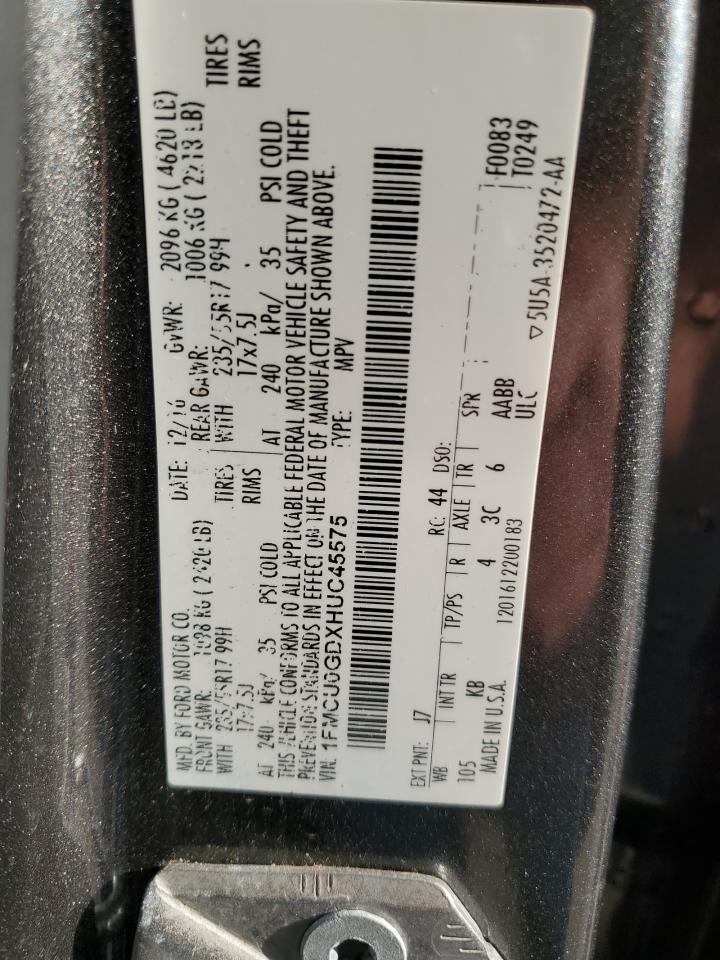 MFD. BY FORD MOTOR CO.
DATE: 12/16 GVWR: 2096 KG ( 4620 LB)
FRONT GAWR: 1098 KG ( 2420 LB) REAR GAWR: 1006 KG ( 2218 LB)
WITH 235/55R17 99H TIRES WITH 235/55R17 99H TIRES
17x7.5J RIMS 17x7.5J RIMS
AT 240 kPa/ 35 PSI COLD AT 240 kPa/ 35 PSI COLD
THIS VEHICLE CONFORMS TO ALL APPLICABLE FEDERAL MOTOR VEHICLE SAFETY AND THEFT
PREVENTION STANDARDS IN EFFECT ON THE DATE OF MANUFACTURE SHOWN ABOVE.
VIN: 1FMCU0GDXHUC45575 TYPE: MPV
EXT PNT: J7 RC: 44 DSO: F0083
WB INT TR TP/PS R AXLE TR SPR T0249
105 KB 4 3C 6 AABB
MADE IN U.S.A. 1201612200183 ULC
▽5U5A-3520472-AA